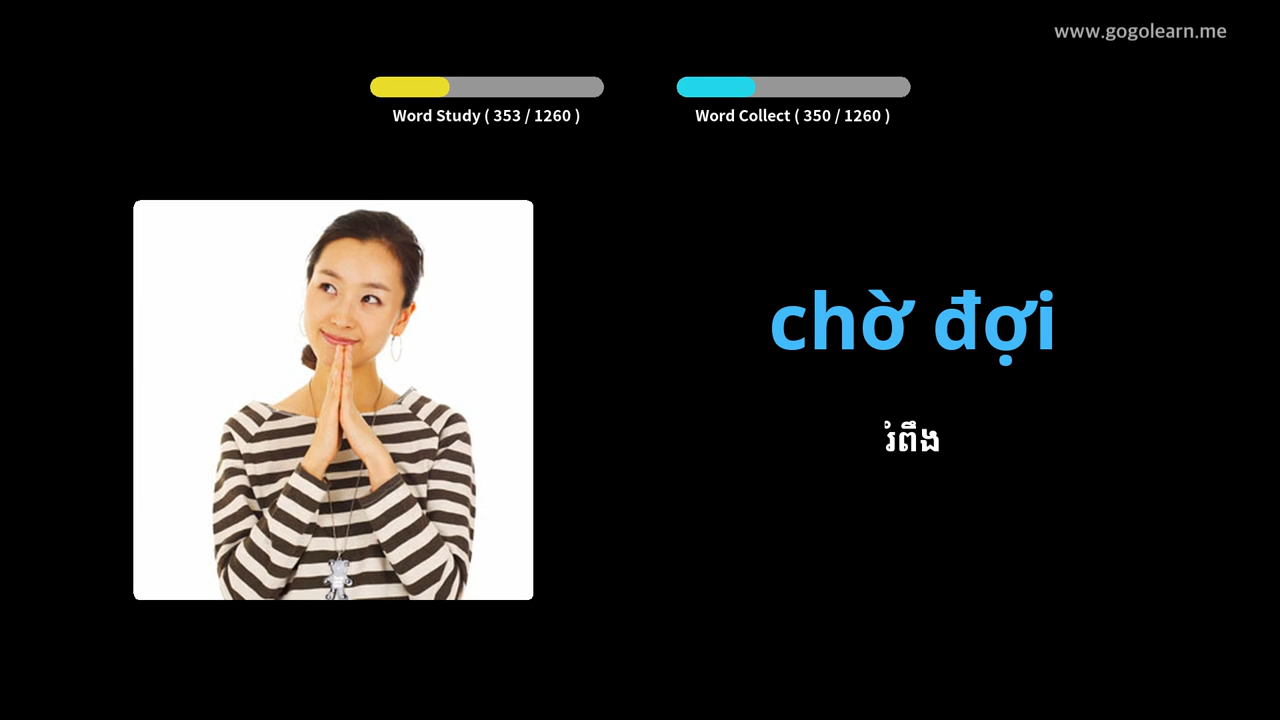 www.gogolearn.me
Word Study ( 353 / 1260 )
Word Collect ( 350 / 1260 )
chờ đợi
រំពឹង